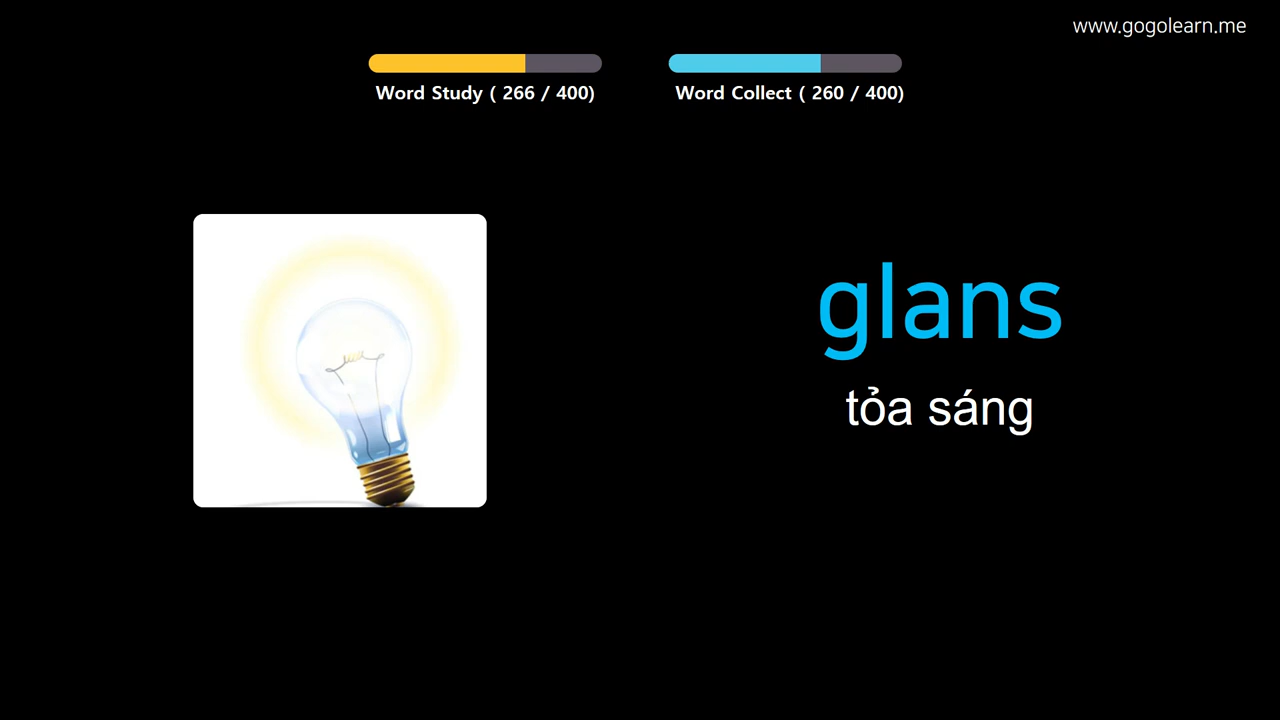 www.gogolearn.me
Word Study ( 266 / 400)
Word Collect ( 260 / 400)
glans
tỏa sáng